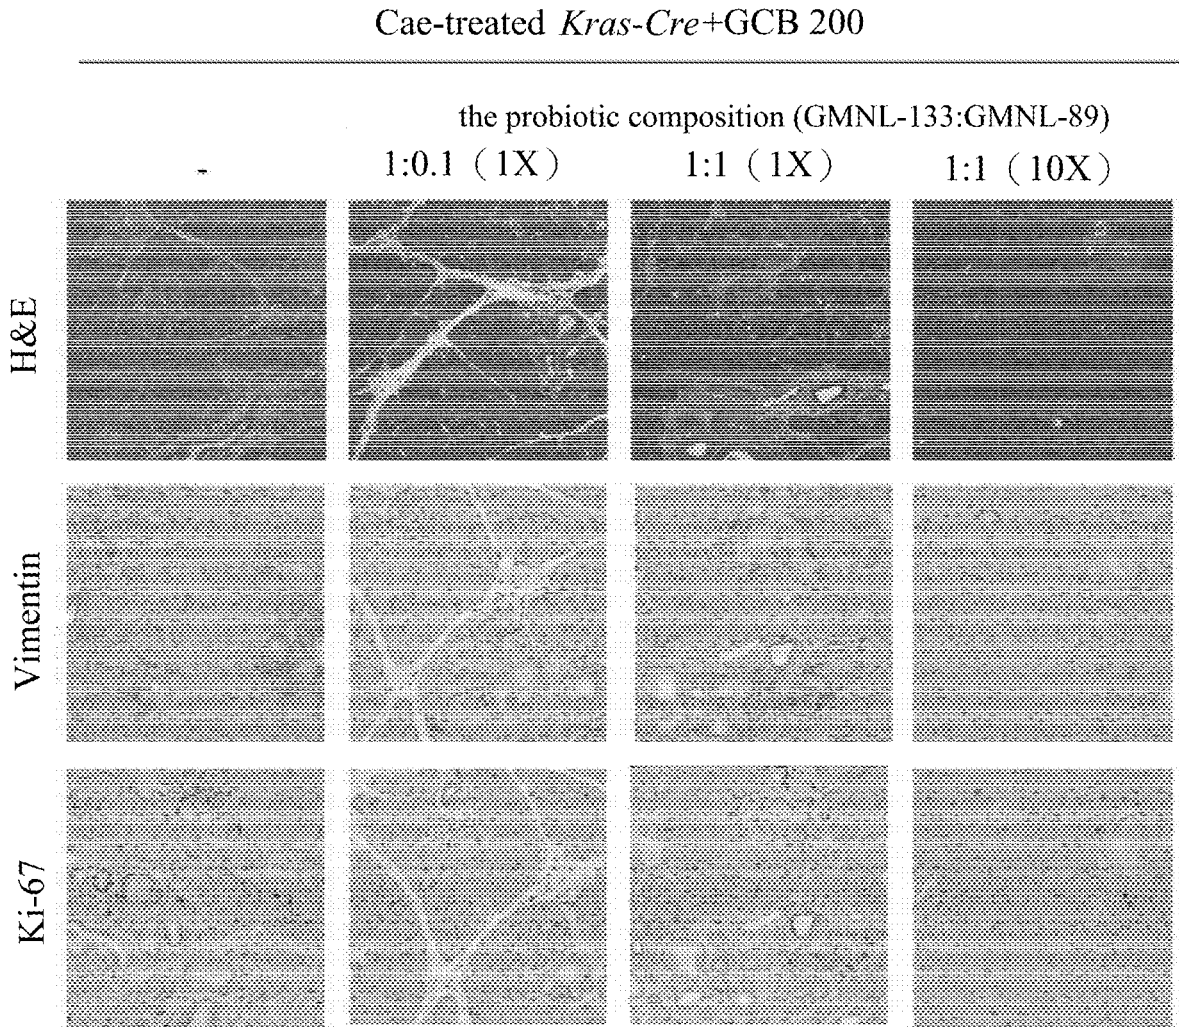 Cae-treated Kras-Cre+GCB 200
the probiotic composition (GMNL-133:GMNL-89)
- 1:0.1 (1X) 1:1 (1X) 1:1 (10X)
H&E
Vimentin
Ki-67